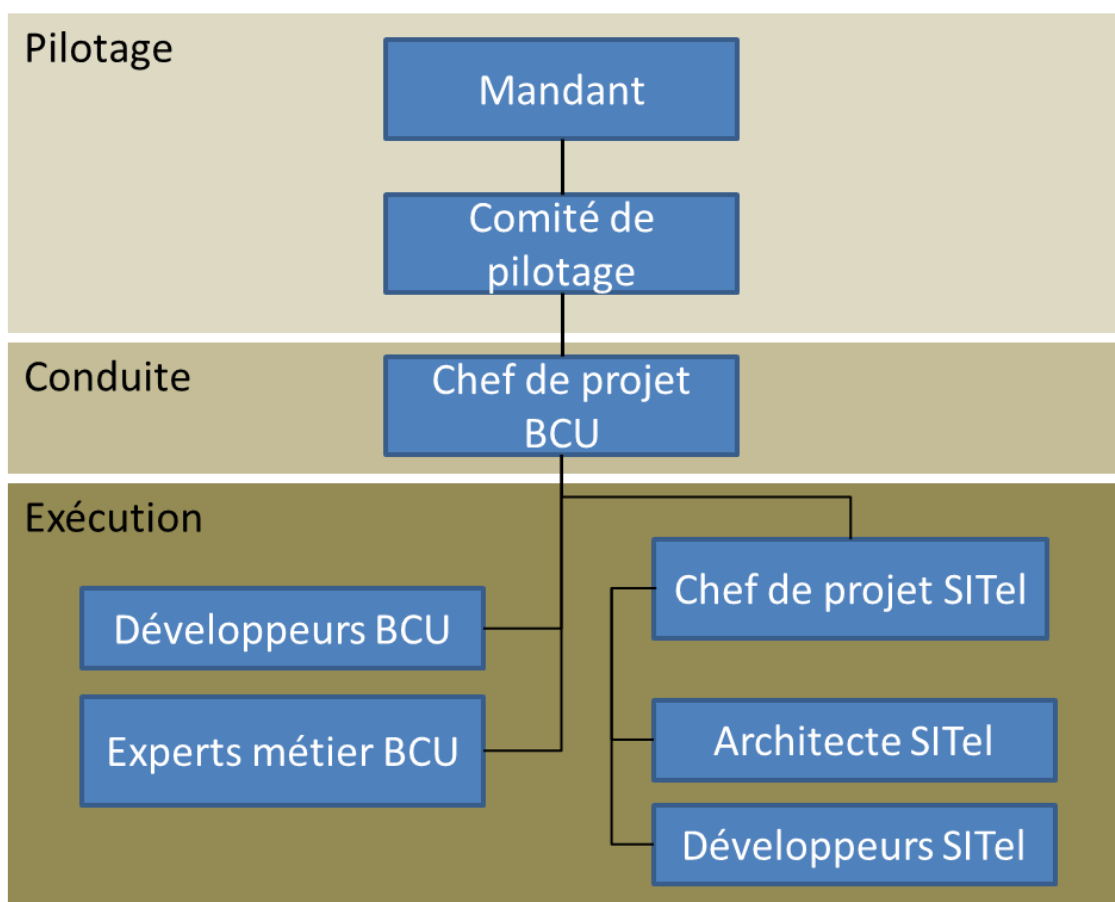 Pilotage
Mandant
Comité de
pilotage
Conduite
Chef de projet
BCU
Exécution
Développeurs BCU
Experts métier BCU
Chef de projet SITel
Architecte SITel
Développeurs SITel